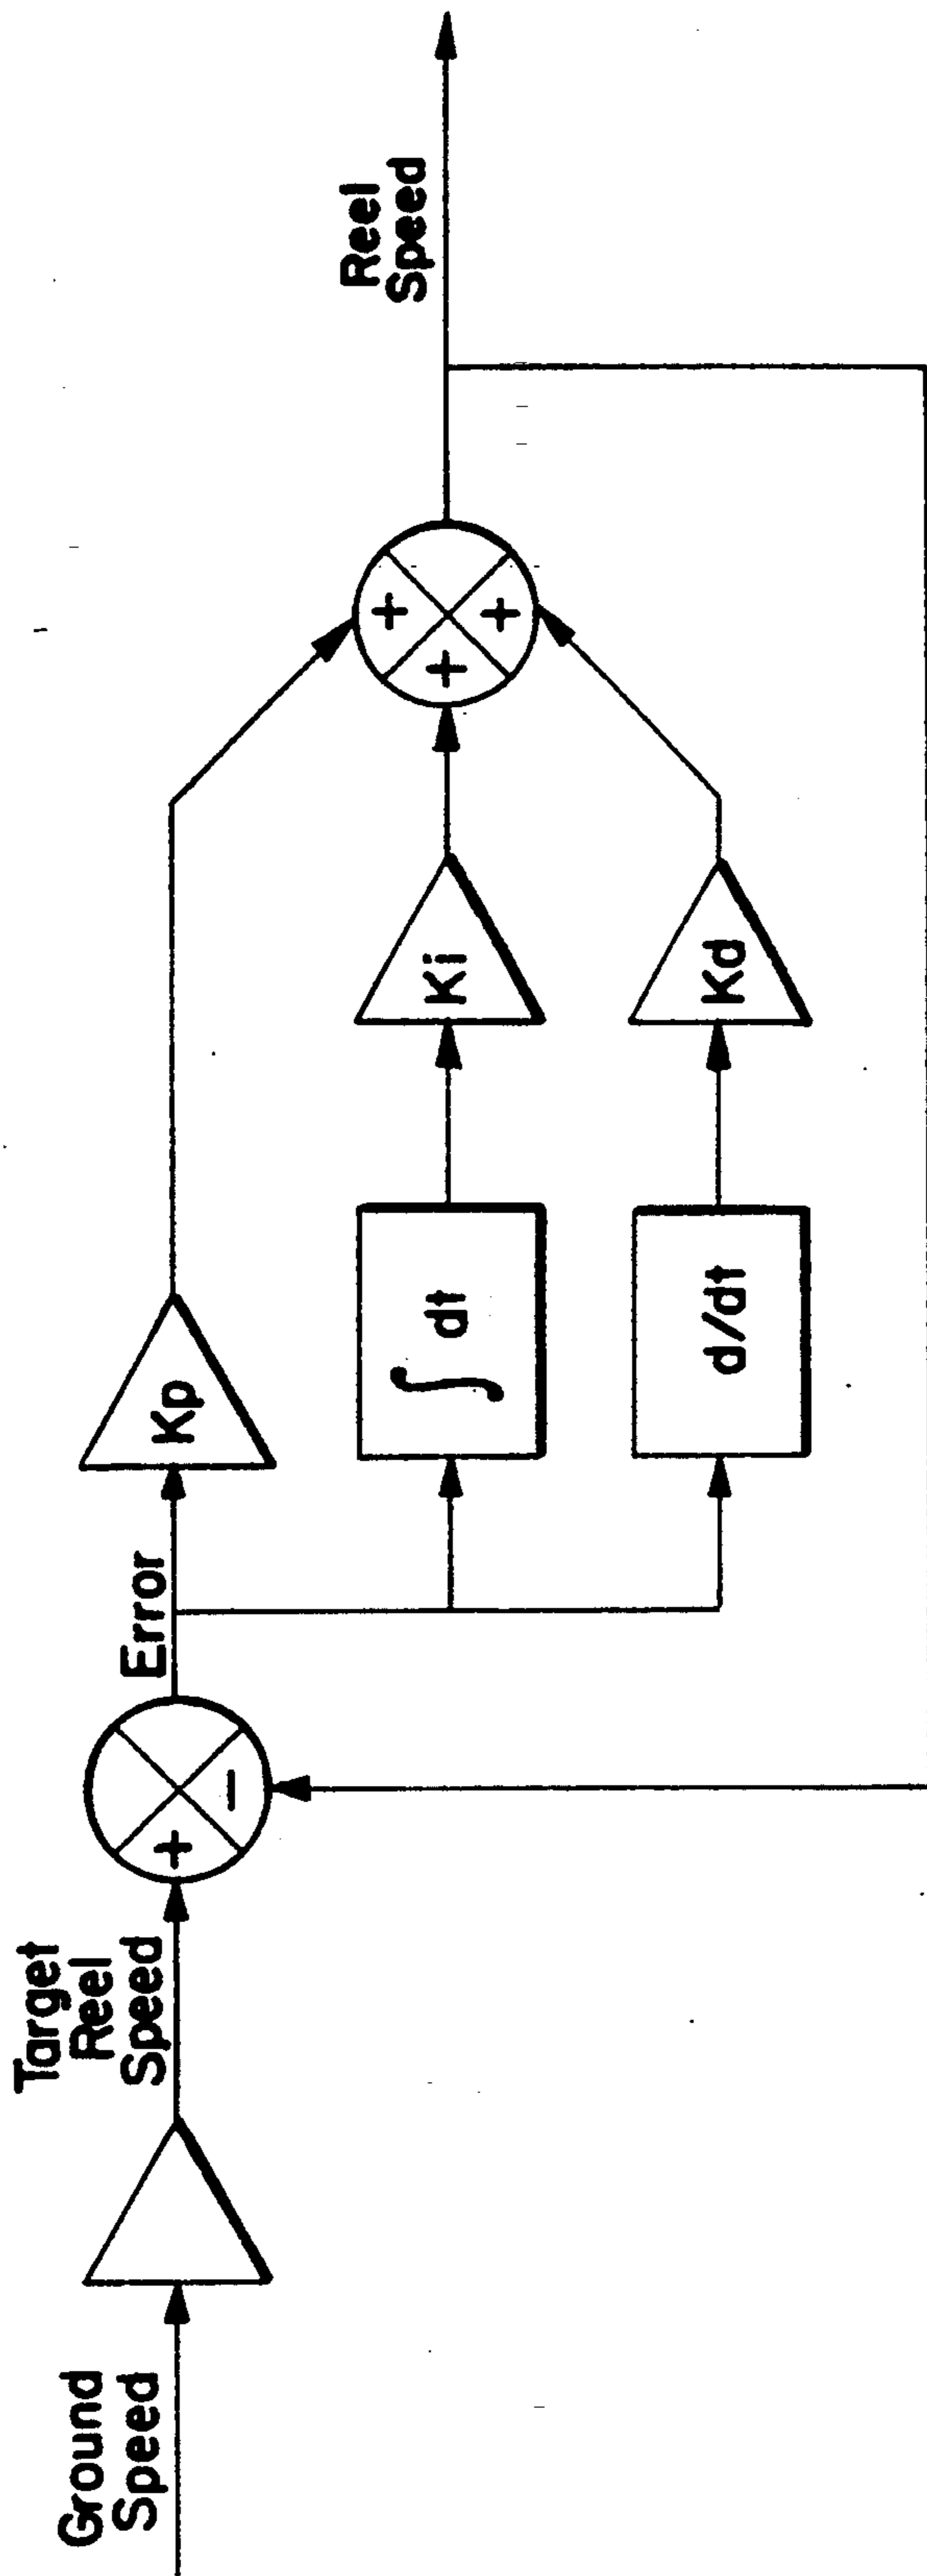 Ground
Speed
Target
Reel
Speed
+
−
Error
Kp
∫ dt
Ki
d/dt
Kd
+
+
+
Reel
Speed